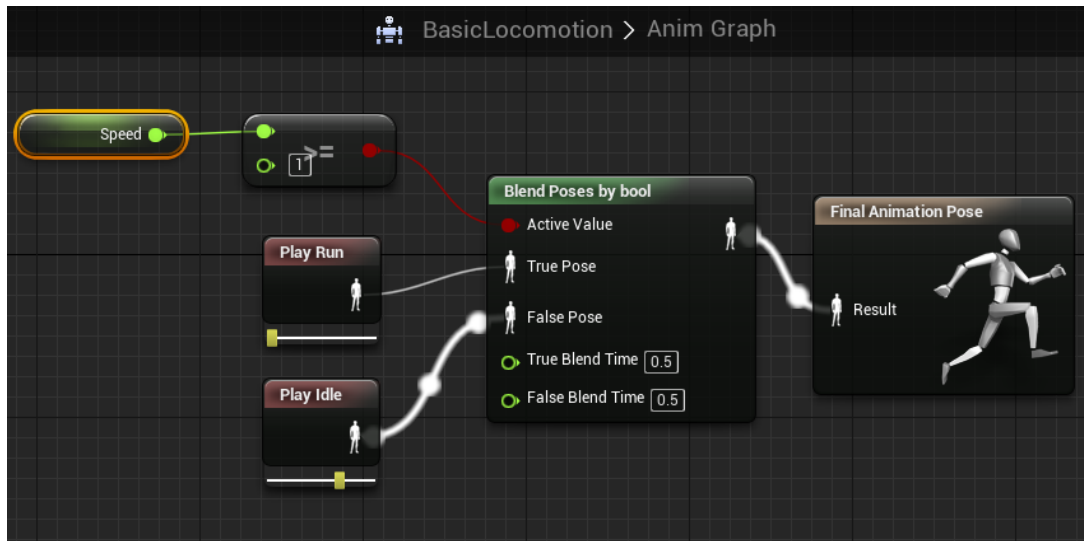 BasicLocomotion > Anim Graph
Speed
1
>=
Blend Poses by bool
Active Value
True Pose
False Pose
True Blend Time 0.5
False Blend Time 0.5
Play Run
Play Idle
Final Animation Pose
Result